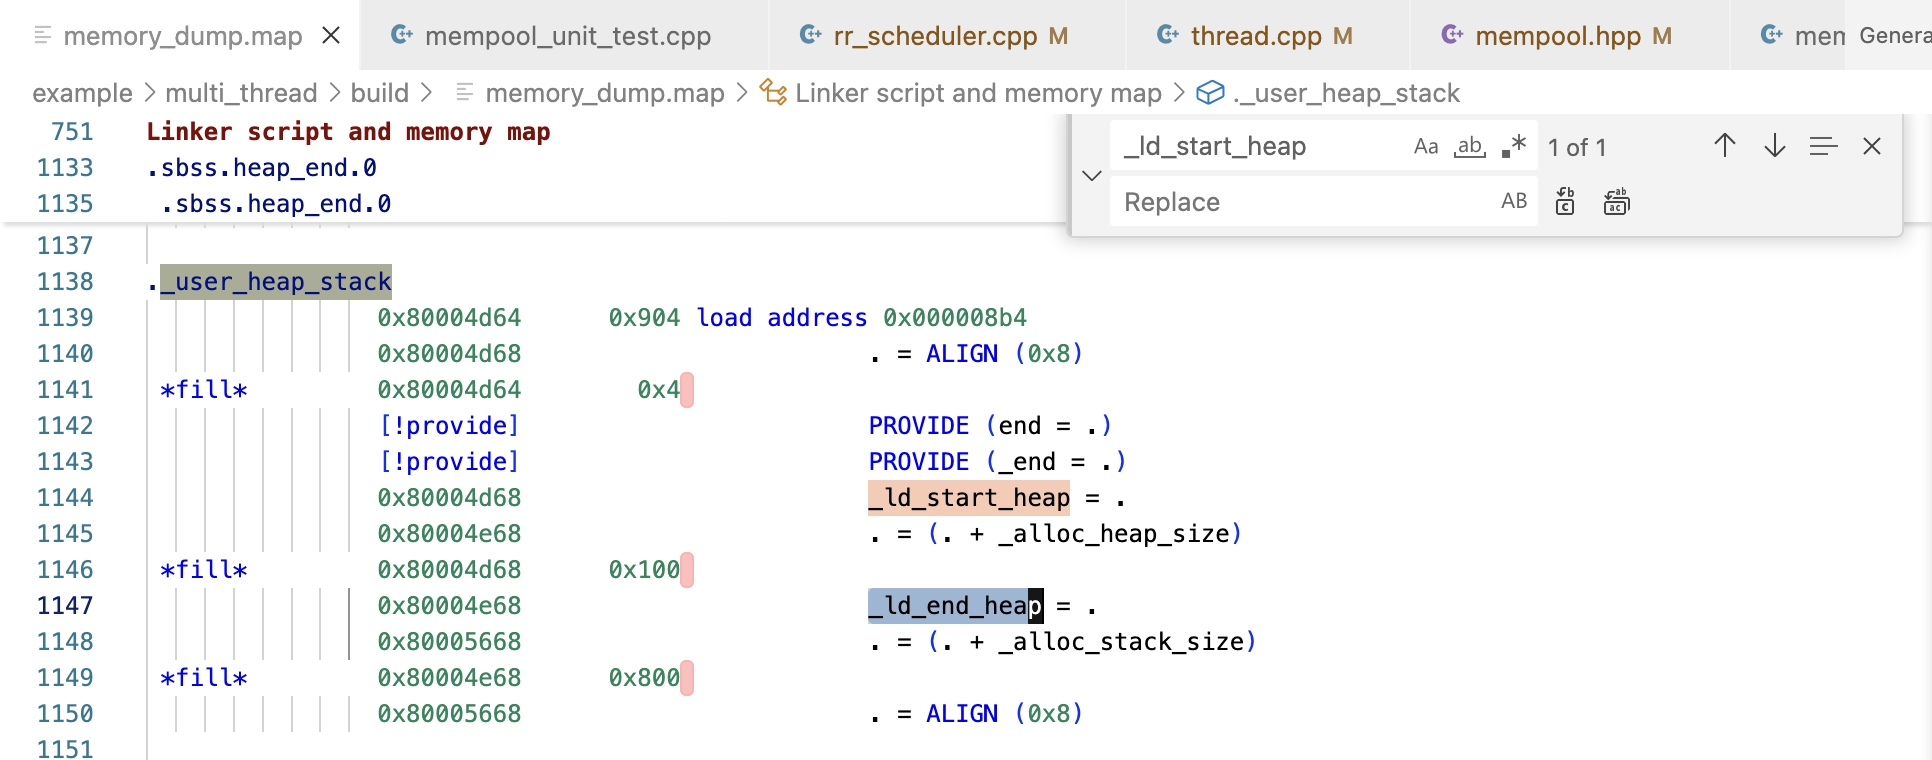 memory_dump.map mempool_unit_test.cpp rr_scheduler.cpp M thread.cpp M mempool.hpp M mem Genera
example > multi_thread > build > memory_dump.map > Linker script and memory map > ._user_heap_stack
751 Linker script and memory map
1133 .sbss.heap_end.0
1135 .sbss.heap_end.0
_ld_start_heap Aa ab .* 1 of 1
Replace AB
1137
1138 ._user_heap_stack
1139 0x80004d64 0x904 load address 0x000008b4
1140 0x80004d68 . = ALIGN (0x8)
1141 *fill* 0x80004d64 0x4
1142 [!provide] PROVIDE (end = .)
1143 [!provide] PROVIDE (_end = .)
1144 0x80004d68 _ld_start_heap = .
1145 0x80004e68 . = (. + _alloc_heap_size)
1146 *fill* 0x80004d68 0x100
1147 0x80004e68 _ld_end_heap = .
1148 0x80005668 . = (. + _alloc_stack_size)
1149 *fill* 0x80004e68 0x800
1150 0x80005668 . = ALIGN (0x8)
1151